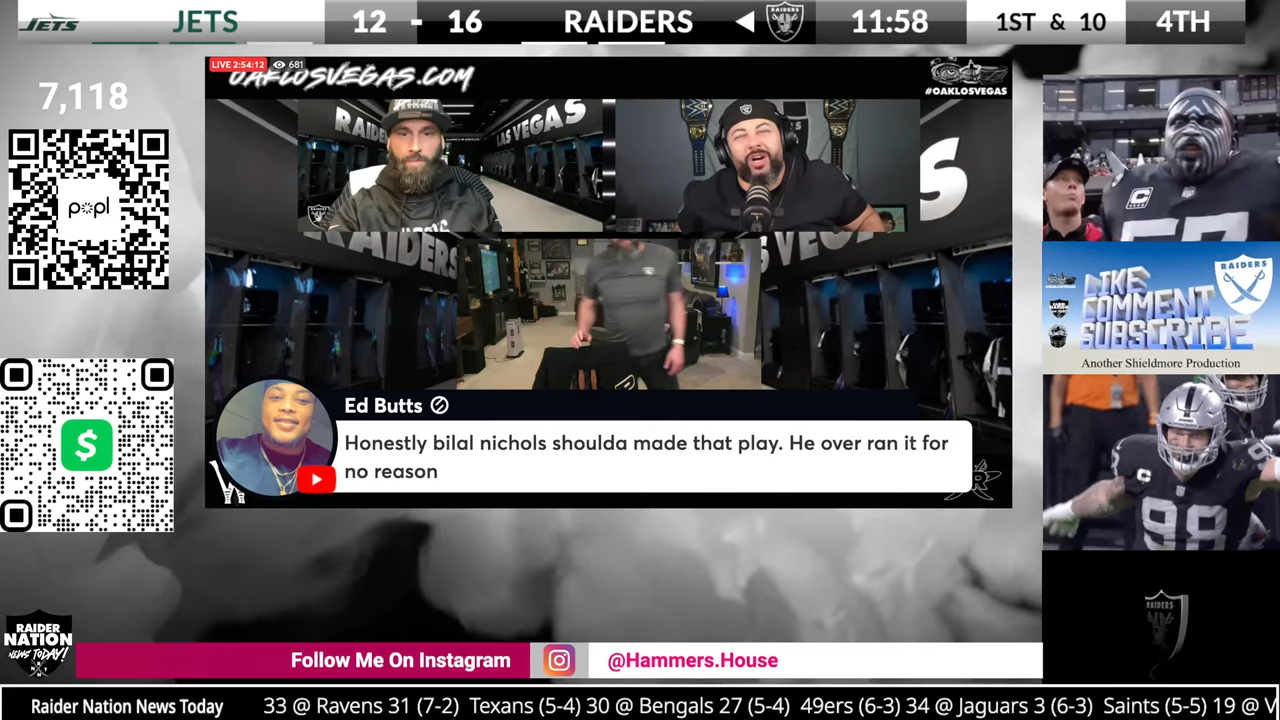 JETS
JETS
12 - 16
RAIDERS
RAIDERS
11:58
1ST & 10
4TH
LIVE 2:54:12
681
OAKLOSVEGAS.COM
#OAKLOSVEGAS
7,118
popl
$
RAIDE
LAS VEGAS
S
RAIDERS
VEGA
Ed Butts
Honestly bilal nichols shoulda made that play. He over ran it for
no reason
C
57
LIKE
COMMENT
SUBSCRIBE
RAIDERS
Another Shieldmore Production
C
98
RAIDERS
RAIDER
NATION
NEWS TODAY!
Follow Me On Instagram
@Hammers.House
Raider Nation News Today
33 @ Ravens 31 (7-2) Texans (5-4) 30 @ Bengals 27 (5-4) 49ers (6-3) 34 @ Jaguars 3 (6-3) Saints (5-5) 19 @ V